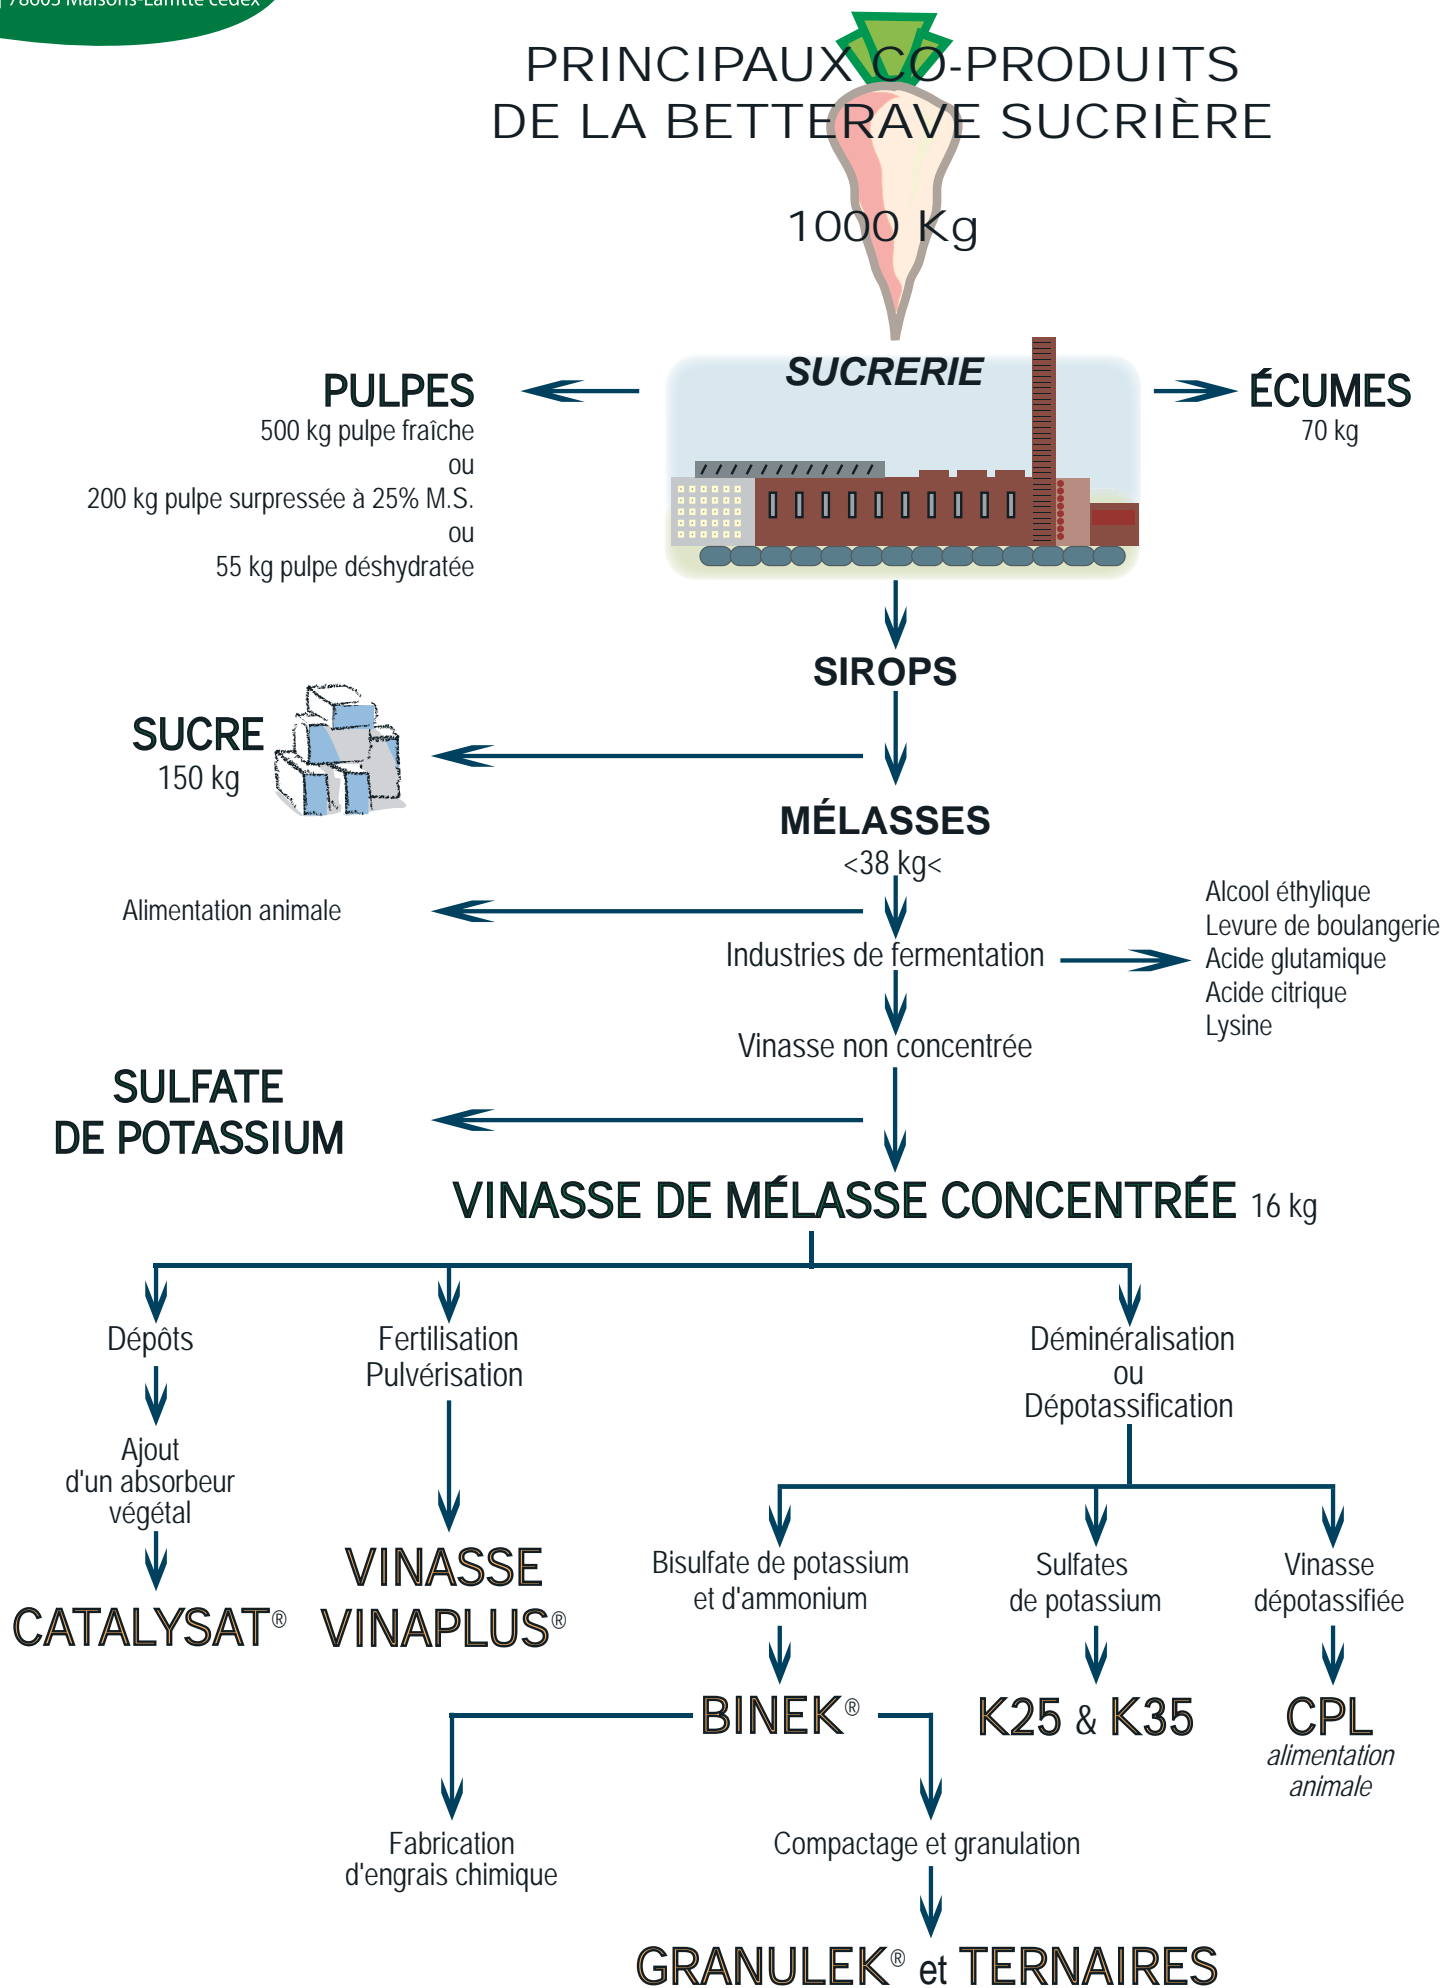 78603 Maisons-Laffitte cedex
PRINCIPAUX CO-PRODUITS
DE LA BETTERAVE SUCRIÈRE
1000 Kg
SUCRERIE
PULPES
500 kg pulpe fraîche
ou
200 kg pulpe surpressée à 25% M.S.
ou
55 kg pulpe déshydratée
ÉCUMES
70 kg
SIROPS
SUCRE
150 kg
MÉLASSES
<38 kg<
Alimentation animale
Industries de fermentation
Alcool éthylique
Levure de boulangerie
Acide glutamique
Acide citrique
Lysine
Vinasse non concentrée
SULFATE
DE POTASSIUM
VINASSE DE MÉLASSE CONCENTRÉE 16 kg
Dépôts
Ajout
d'un absorbeur
végétal
CATALYSAT®
Fertilisation
Pulvérisation
VINASSE
VINAPLUS®
Déminéralisation
ou
Dépotassification
Bisulfate de potassium
et d'ammonium
Sulfates
de potassium
Vinasse
dépotassifiée
BINEK®
K25 & K35
CPL
alimentation
animale
Fabrication
d'engrais chimique
Compactage et granulation
GRANULEK® et TERNAIRES